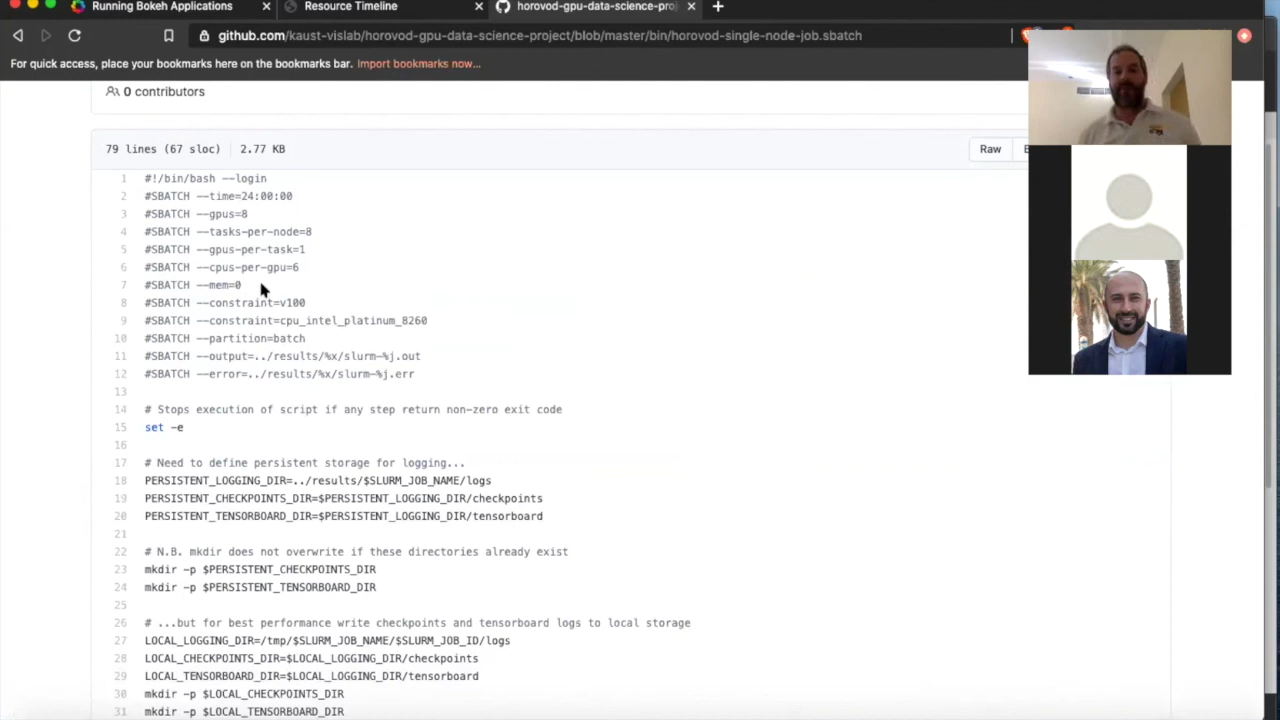 Running Bokeh Applications
Resource Timeline
horovod-gpu-data-science-proj
github.com/kaust-vislab/horovod-gpu-data-science-project/blob/master/bin/horovod-single-node-job.sbatch
For quick access, place your bookmarks here on the bookmarks bar. Import bookmarks now...
0 contributors
79 lines (67 sloc) 2.77 KB
Raw
1 #!/bin/bash --login
2 #SBATCH --time=24:00:00
3 #SBATCH --gpus=8
4 #SBATCH --tasks-per-node=8
5 #SBATCH --gpus-per-task=1
6 #SBATCH --cpus-per-gpu=6
7 #SBATCH --mem=0
8 #SBATCH --constraint=v100
9 #SBATCH --constraint=cpu_intel_platinum_8260
10 #SBATCH --partition=batch
11 #SBATCH --output=../results/%x/slurm-%j.out
12 #SBATCH --error=../results/%x/slurm-%j.err
13
14 # Stops execution of script if any step return non-zero exit code
15 set -e
16
17 # Need to define persistent storage for logging...
18 PERSISTENT_LOGGING_DIR=../results/$SLURM_JOB_NAME/logs
19 PERSISTENT_CHECKPOINTS_DIR=$PERSISTENT_LOGGING_DIR/checkpoints
20 PERSISTENT_TENSORBOARD_DIR=$PERSISTENT_LOGGING_DIR/tensorboard
21
22 # N.B. mkdir does not overwrite if these directories already exist
23 mkdir -p $PERSISTENT_CHECKPOINTS_DIR
24 mkdir -p $PERSISTENT_TENSORBOARD_DIR
25
26 # ...but for best performance write checkpoints and tensorboard logs to local storage
27 LOCAL_LOGGING_DIR=/tmp/$SLURM_JOB_NAME/$SLURM_JOB_ID/logs
28 LOCAL_CHECKPOINTS_DIR=$LOCAL_LOGGING_DIR/checkpoints
29 LOCAL_TENSORBOARD_DIR=$LOCAL_LOGGING_DIR/tensorboard
30 mkdir -p $LOCAL_CHECKPOINTS_DIR
31 mkdir -p $LOCAL_TENSORBOARD_DIR